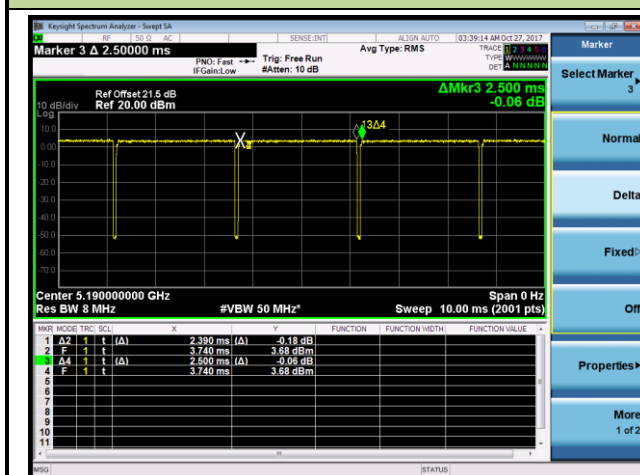 Keysight Spectrum Analyzer - Swept SA
RF 50 Ω AC SENSE:INT ALIGN AUTO 03:39:14 AM Oct 27, 2017
Marker 3 Δ 2.50000 ms
PNO: Fast
IFGain:Low
Trig: Free Run
#Atten: 10 dB
Avg Type: RMS
TRACE 1 2 3 4 5 6
TYPE WWWWWW
DET A N N N N N
Ref Offset 21.5 dB
10 dB/div Ref 20.00 dBm
Log
ΔMkr3 2.500 ms
-0.06 dB
10.0
0.00
-10.0
-20.0
-30.0
-40.0
-50.0
-60.0
-70.0
13Δ4
Center 5.190000000 GHz Span 0 Hz
Res BW 8 MHz #VBW 50 MHz* Sweep 10.00 ms (2001 pts)
MKR MODE TRC SCL X Y FUNCTION FUNCTION WIDTH FUNCTION VALUE
1 Δ2 1 t (Δ) 2.390 ms (Δ) -0.18 dB
2 F 1 t 3.740 ms 3.68 dBm
3 Δ4 1 t (Δ) 2.500 ms (Δ) -0.06 dB
4 F 1 t 3.740 ms 3.68 dBm
5
6
7
8
9
10
11
MSG STATUS
Marker
Select Marker
3
Normal
Delta
Fixed
Off
Properties
More
1 of 2